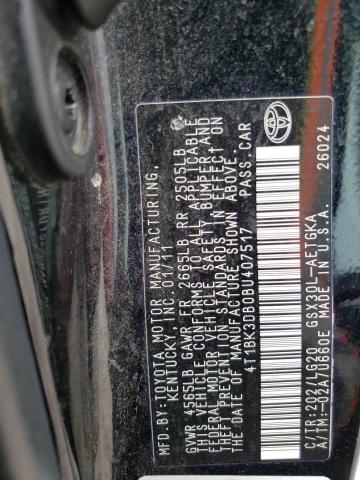 MFD. BY:TOYOTA MOTOR MANUFACTURING,
KENTUCKY, INC. 01/11
GVWR 4565LB GAWR FR 2665LB RR 2505LB
THIS VEHICLE CONFORMS TO ALL APPLICABLE
FEDERAL MOTOR VEHICLE SAFETY, BUMPER, AND
THEFT PREVENTION STANDARDS IN EFFECT ON
THE DATE OF MANUFACTURE SHOWN ABOVE.
4T1BK3DB0BU407517 PASS. CAR
C/TR:202/LG20 GSX30L-AETGKA
A/TM:-02A/U660E MADE IN U.S.A. 26024